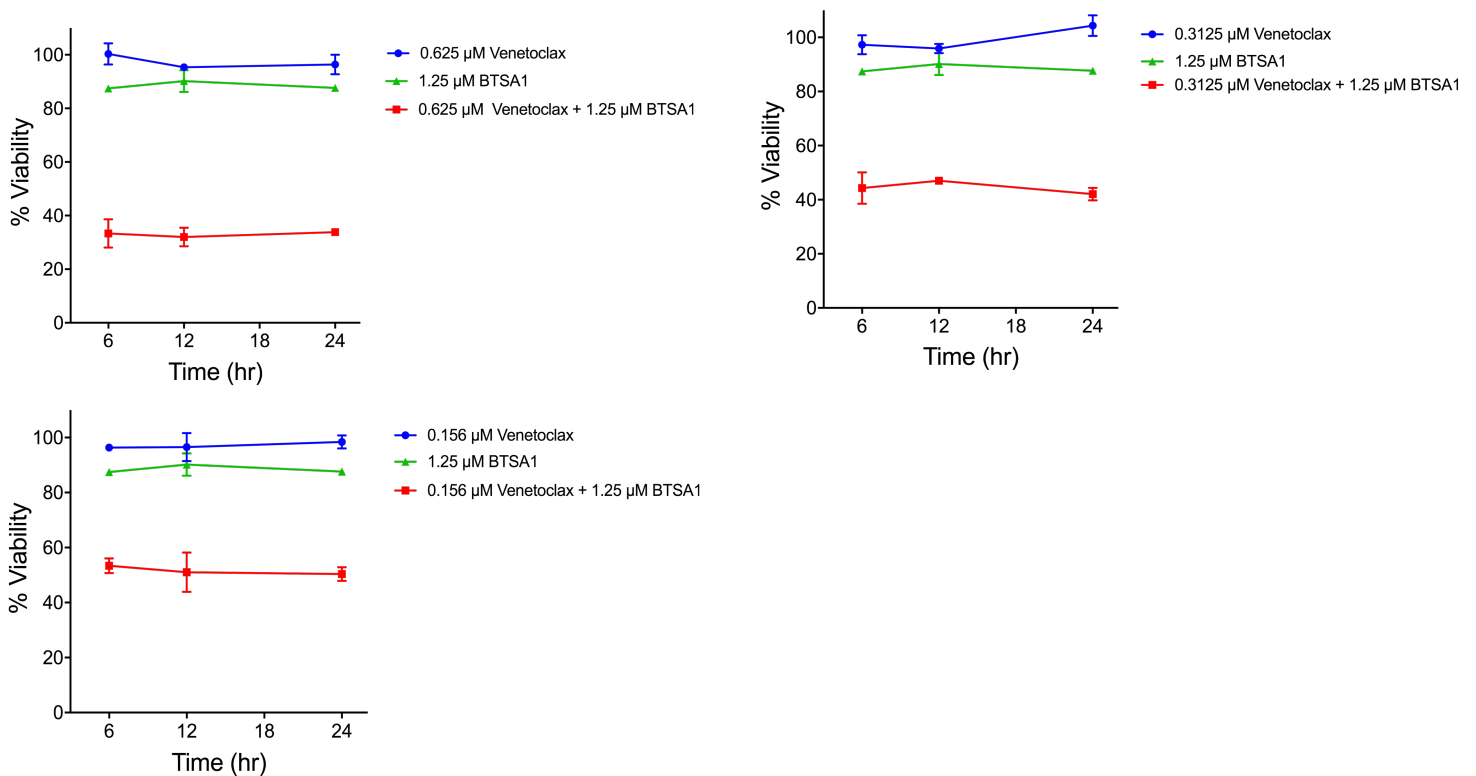 % Viability
100
80
60
40
20
0
6 12 18 24
Time (hr)
0.625 µM Venetoclax
1.25 µM BTSA1
0.625 µM Venetoclax + 1.25 µM BTSA1
% Viability
100
80
60
40
20
0
6 12 18 24
Time (hr)
0.3125 µM Venetoclax
1.25 µM BTSA1
0.3125 µM Venetoclax + 1.25 µM BTSA1
% Viability
100
80
60
40
20
0
6 12 18 24
Time (hr)
0.156 µM Venetoclax
1.25 µM BTSA1
0.156 µM Venetoclax + 1.25 µM BTSA1